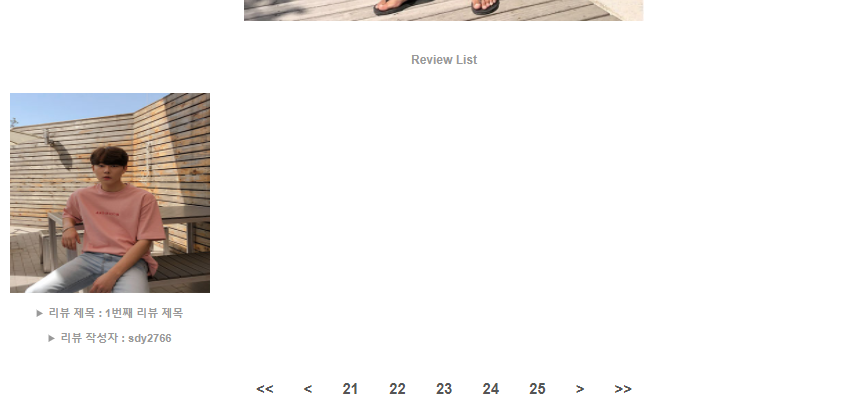 Review List
▶ 리뷰 제목 : 1번째 리뷰 제목
▶ 리뷰 작성자 : sdy2766
<< < 21 22 23 24 25 > >>